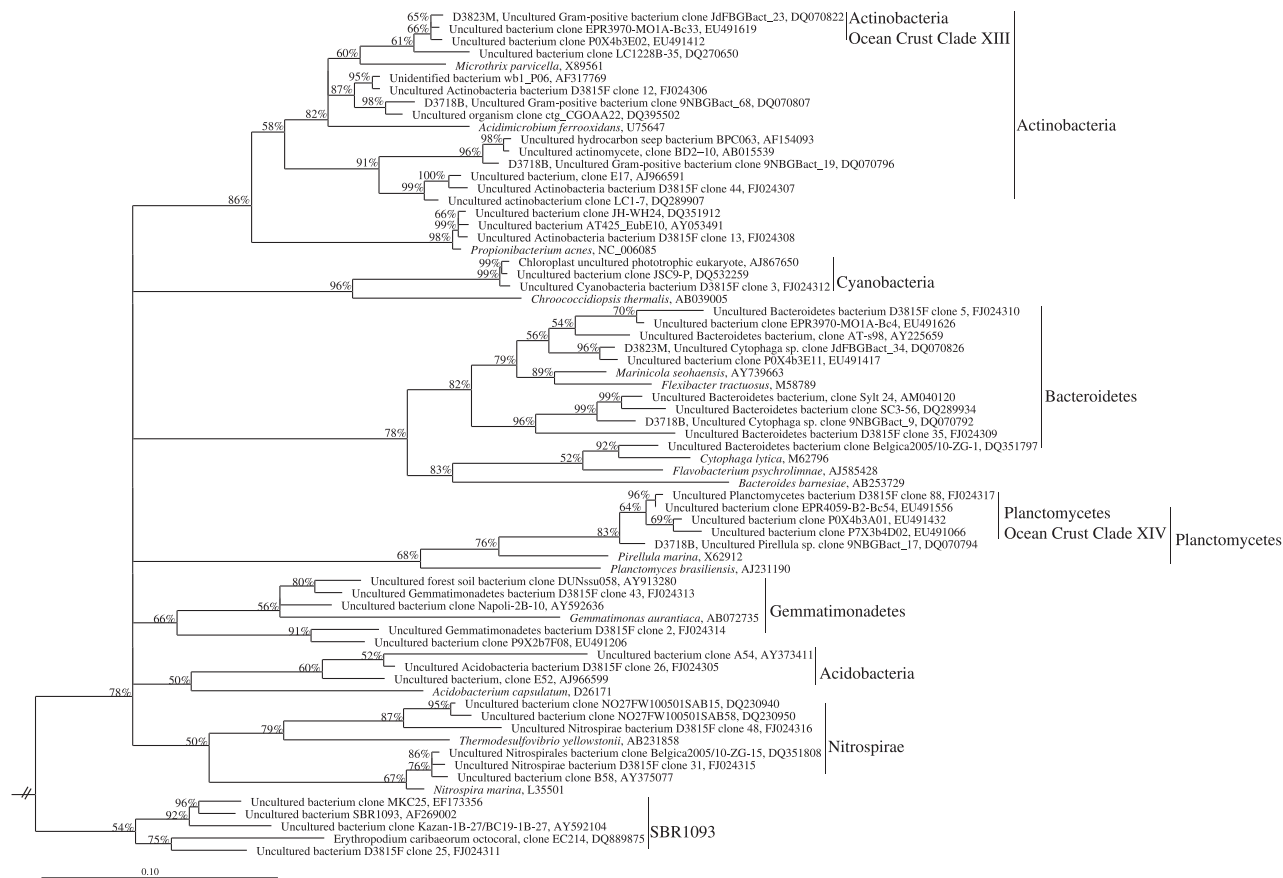 65% D3823M, Uncultured Gram-positive bacterium clone JdFBGBact_23, DQ070822
66% Uncultured bacterium clone EPR3970-MO1A-Bc33, EU491619
Uncultured bacterium clone P0X4b3E02, EU491412
61% Uncultured bacterium clone LC1228B-35, DQ270650
60% Microthrix parvicella, X89561
Actinobacteria
Ocean Crust Clade XIII
95% Unidentified bacterium wb1_P06, AF317769
87% Uncultured Actinobacteria bacterium D3815F clone 12, FJ024306
98% D3718B, Uncultured Gram-positive bacterium clone 9NBGBact_68, DQ070807
82% Uncultured organism clone ctg_CGOAA22, DQ395502
58% Acidimicrobium ferrooxidans, U75647
Actinobacteria
98% Uncultured hydrocarbon seep bacterium BPC063, AF154093
96% Uncultured actinomycete, clone BD2–10, AB015539
91% D3718B, Uncultured Gram-positive bacterium clone 9NBGBact_19, DQ070796
100% Uncultured bacterium, clone E17, AJ966591
99% Uncultured Actinobacteria bacterium D3815F clone 44, FJ024307
86% Uncultured actinobacterium clone LC1-7, DQ289907
66% Uncultured bacterium clone JH-WH24, DQ351912
99% Uncultured bacterium AT425_EubE10, AY053491
98% Uncultured Actinobacteria bacterium D3815F clone 13, FJ024308
Propionibacterium acnes, NC_006085
99% Chloroplast uncultured phototrophic eukaryote, AJ867650
99% Uncultured bacterium clone JSC9-P, DQ532259
96% Uncultured Cyanobacteria bacterium D3815F clone 3, FJ024312
Chroococcidiopsis thermalis, AB039005
Cyanobacteria
70% Uncultured Bacteroidetes bacterium D3815F clone 5, FJ024310
54% Uncultured bacterium clone EPR3970-MO1A-Bc4, EU491626
56% Uncultured Bacteroidetes bacterium, clone AT-s98, AY225659
96% D3823M, Uncultured Cytophaga sp. clone JdFBGBact_34, DQ070826
79% Uncultured bacterium clone P0X4b3E11, EU491417
89% Marinicola seohaensis, AY739663
82% Flexibacter tractuosus, M58789
99% Uncultured Bacteroidetes bacterium, clone Sylt 24, AM040120
99% Uncultured Bacteroidetes bacterium clone SC3-56, DQ289934
96% D3718B, Uncultured Cytophaga sp. clone 9NBGBact_9, DQ070792
78% Uncultured Bacteroidetes bacterium D3815F clone 35, FJ024309
92% Uncultured Bacteroidetes bacterium clone Belgica2005/10-ZG-1, DQ351797
52% Cytophaga lytica, M62796
83% Flavobacterium psychrolimnae, AJ585428
Bacteroides barnesiae, AB253729
Bacteroidetes
96% Uncultured Planctomycetes bacterium D3815F clone 88, FJ024317
64% Uncultured bacterium clone EPR4059-B2-Bc54, EU491556
69% Uncultured bacterium clone P0X4b3A01, EU491432
83% Uncultured bacterium clone P7X3b4D02, EU491066
76% D3718B, Uncultured Pirellula sp. clone 9NBGBact_17, DQ070794
68% Pirellula marina, X62912
Planctomyces brasiliensis, AJ231190
Planctomycetes
Ocean Crust Clade XIV
Planctomycetes
80% Uncultured forest soil bacterium clone DUNssu058, AY913280
Uncultured Gemmatimonadetes bacterium D3815F clone 43, FJ024313
56% Uncultured bacterium clone Napoli-2B-10, AY592636
66% Gemmatimonas aurantiaca, AB072735
91% Uncultured Gemmatimonadetes bacterium D3815F clone 2, FJ024314
Uncultured bacterium clone P9X2b7F08, EU491206
Gemmatimonadetes
52% Uncultured bacterium clone A54, AY373411
60% Uncultured Acidobacteria bacterium D3815F clone 26, FJ024305
50% Uncultured bacterium, clone E52, AJ966599
78% Acidobacterium capsulatum, D26171
Acidobacteria
95% Uncultured bacterium clone NO27FW100501SAB15, DQ230940
87% Uncultured bacterium clone NO27FW100501SAB58, DQ230950
79% Uncultured Nitrospirae bacterium D3815F clone 48, FJ024316
50% Thermodesulfovibrio yellowstonii, AB231858
86% Uncultured Nitrospirales bacterium clone Belgica2005/10-ZG-15, DQ351808
76% Uncultured Nitrospirae bacterium D3815F clone 31, FJ024315
67% Uncultured bacterium clone B58, AY375077
Nitrospira marina, L35501
Nitrospirae
96% Uncultured bacterium clone MKC25, EF173356
92% Uncultured bacterium SBR1093, AF269002
54% Uncultured bacterium clone Kazan-1B-27/BC19-1B-27, AY592104
75% Erythropodium caribaeorum octocoral, clone EC214, DQ889875
Uncultured bacterium D3815F clone 25, FJ024311
SBR1093
0.10